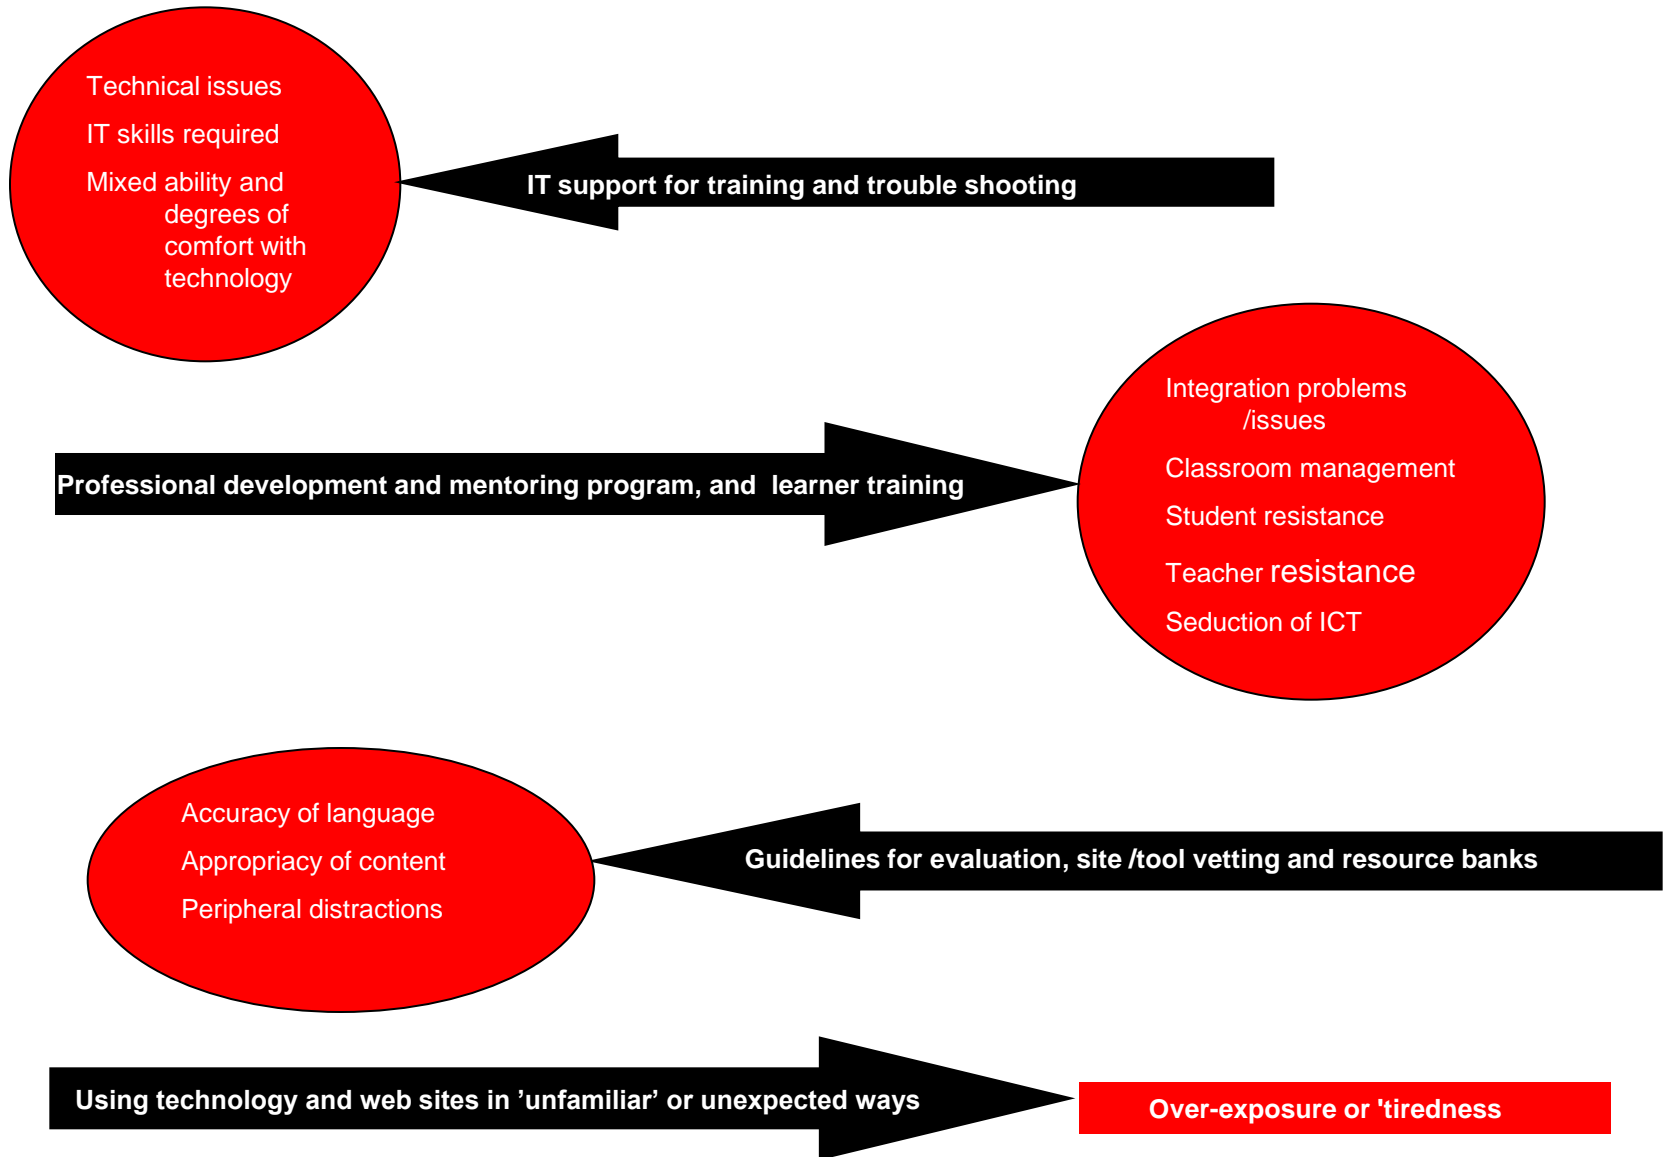 Technical issues
IT skills required
Mixed ability and
degrees of
comfort with
technology
IT support for training and trouble shooting
Integration problems
/issues
Classroom management
Student resistance
Teacher resistance
Seduction of ICT
Professional development and mentoring program, and  learner training
Accuracy of language
Appropriacy of content
Peripheral distractions
Guidelines for evaluation, site /tool vetting and resource banks
Using technology and web sites in ’unfamiliar’ or unexpected ways
Over-exposure or 'tiredness